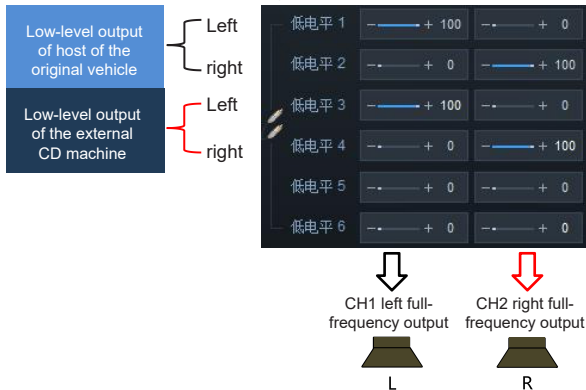 Low-level output
of host of the
original vehicle
Left
right
Low-level output
of the external
CD machine
Left
right
低电平 1 − + 100 − + 0
低电平 2 − + 0 − + 100
低电平 3 − + 100 − + 0
低电平 4 − + 0 − + 100
低电平 5 − + 0 − + 0
低电平 6 − + 0 − + 0
CH1 left full-
frequency output
L
CH2 right full-
frequency output
R